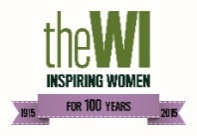 theWI
INSPIRING WOMEN
1915 FOR 100 YEARS 2015